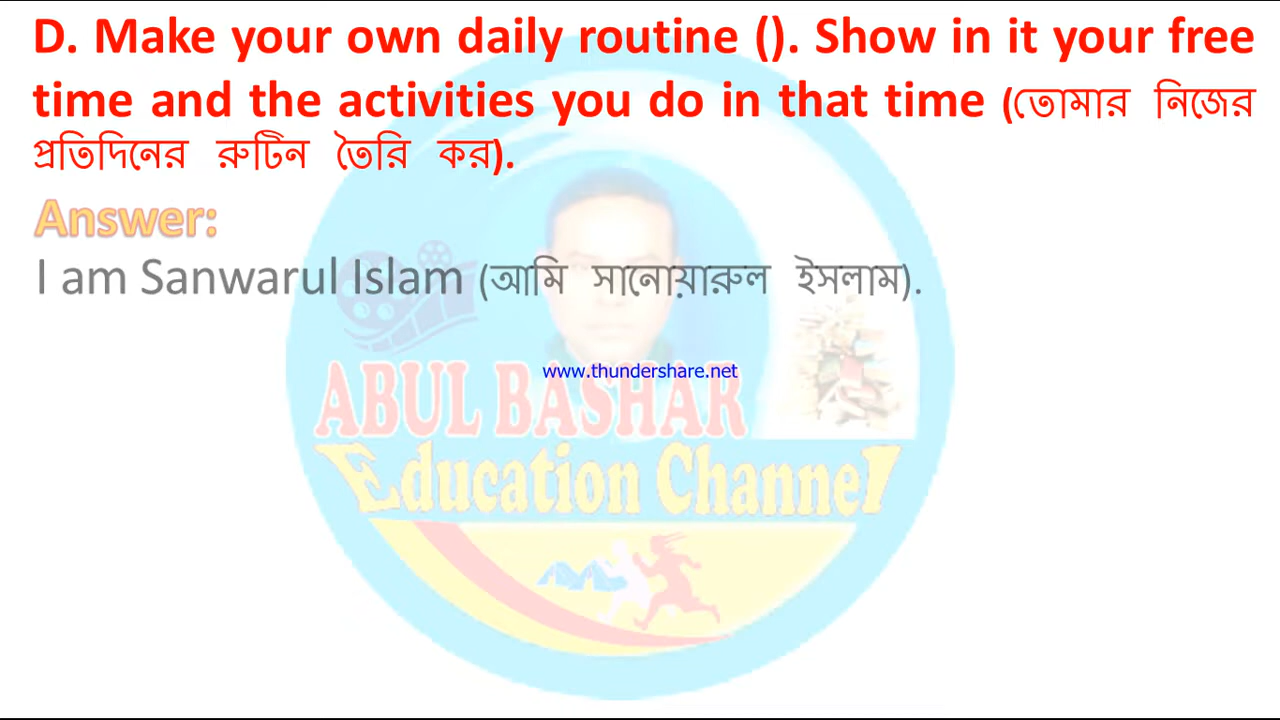 D. Make your own daily routine (). Show in it your free
time and the activities you do in that time (তোমার নিজের
প্রতিদিনের রুটিন তৈরি কর).
Answer:
I am Sanwarul Islam (আমি সানোয়ারুল ইসলাম).
www.thundershare.net
ABUL BASHAR
Education Channel